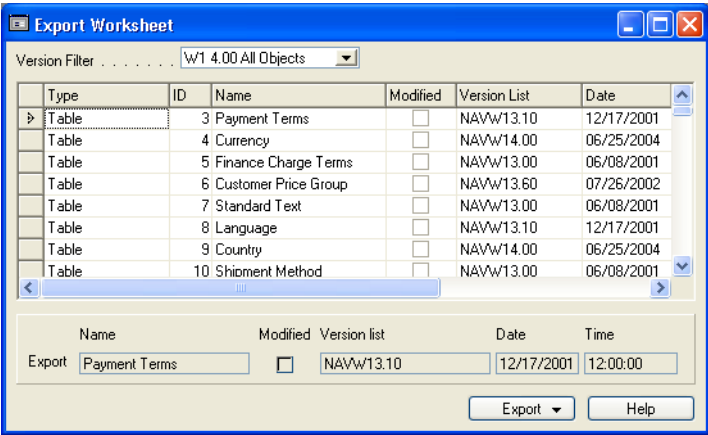 Export Worksheet
Version Filter . . . . . . . W1 4.00 All Objects
Type ID Name Modified Version List Date
Table 3 Payment Terms NAVW13.10 12/17/2001
Table 4 Currency NAVW14.00 06/25/2004
Table 5 Finance Charge Terms NAVW13.00 06/08/2001
Table 6 Customer Price Group NAVW13.60 07/26/2002
Table 7 Standard Text NAVW13.00 06/08/2001
Table 8 Language NAVW13.10 12/17/2001
Table 9 Country NAVW14.00 06/25/2004
Table 10 Shipment Method NAVW13.00 06/08/2001
Name Modified Version list Date Time
Export Payment Terms NAVW13.10 12/17/2001 12:00:00
Export Help